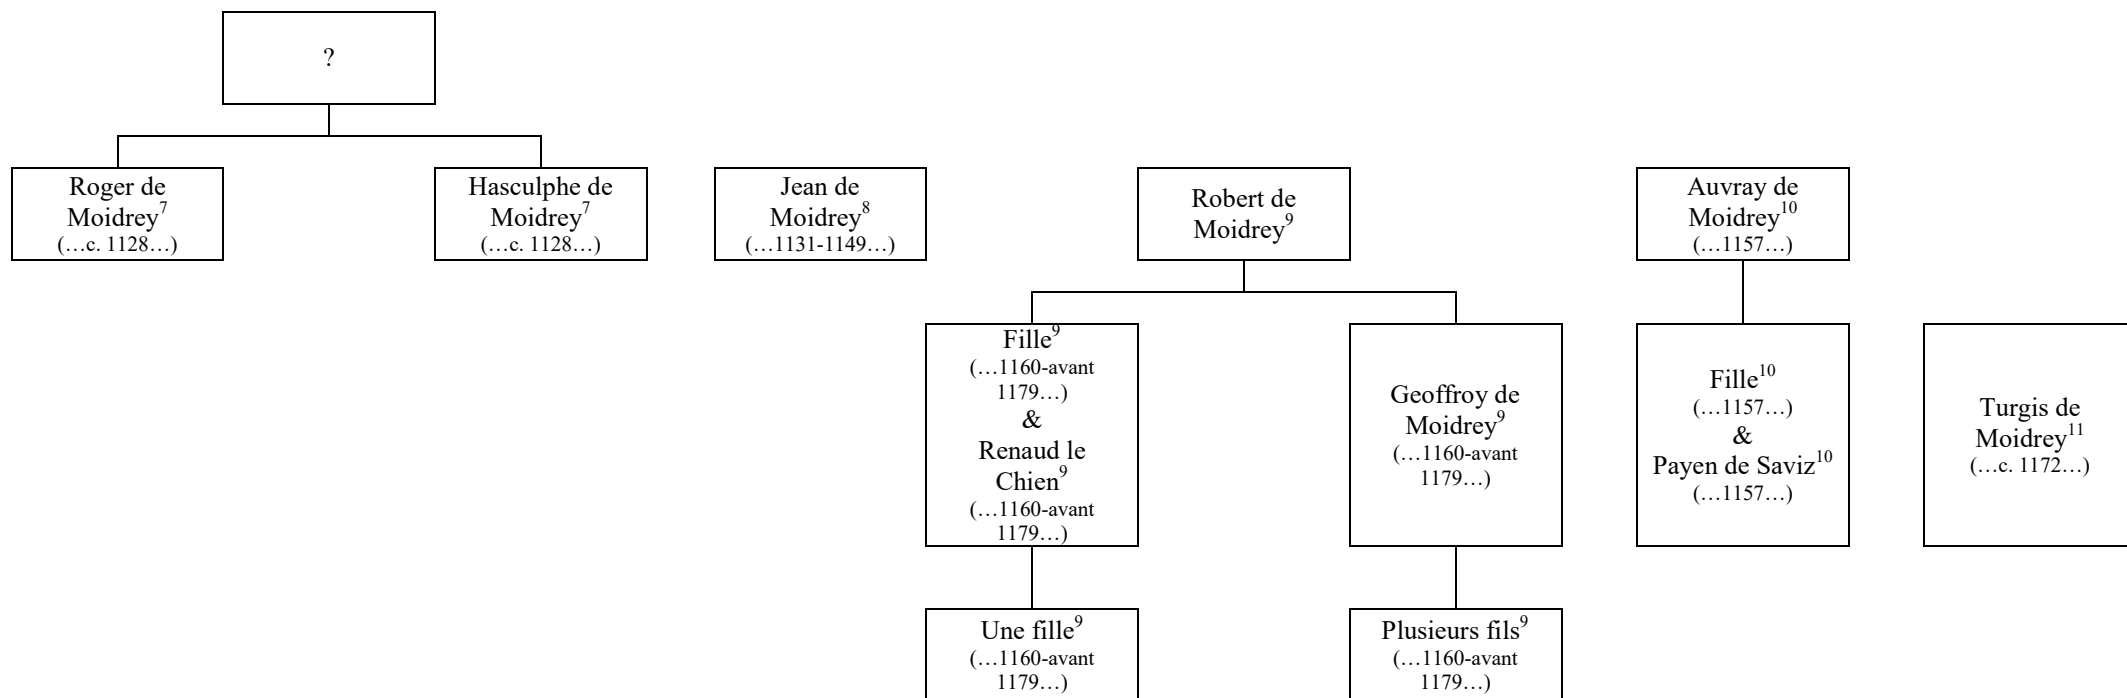 ?
Roger de
Moidrey7
(…c. 1128…)
Hasculphe de
Moidrey7
(…c. 1128…)
Jean de
Moidrey8
(…1131-1149…)
Robert de
Moidrey9
Auvray de
Moidrey10
(…1157…)
Fille9
(…1160-avant
1179…)
&
Renaud le
Chien9
(…1160-avant
1179…)
Geoffroy de
Moidrey9
(…1160-avant
1179…)
Fille10
(…1157…)
&
Payen de Saviz10
(…1157…)
Turgis de
Moidrey11
(…c. 1172…)
Une fille9
(…1160-avant
1179…)
Plusieurs fils9
(…1160-avant
1179…)